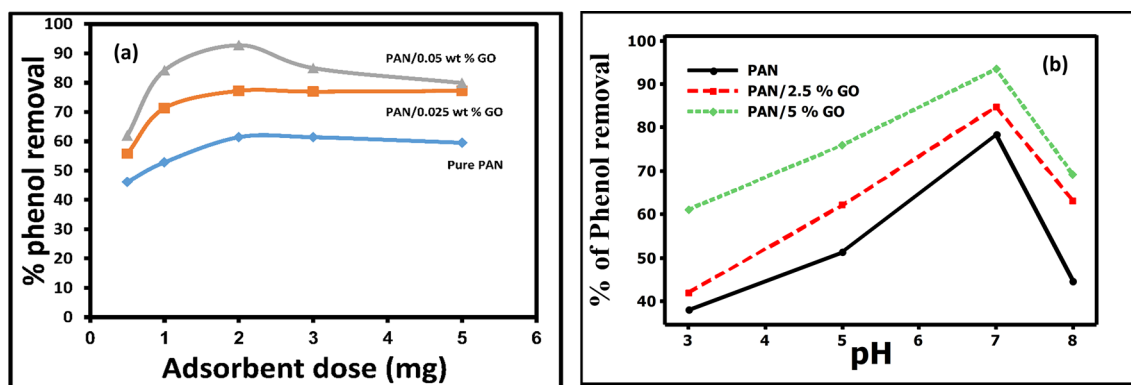 (a)
100
90
80
70
60
50
40
30
20
10
0
% phenol removal
PAN/0.05 wt % GO
PAN/0.025 wt % GO
Pure PAN
0 1 2 3 4 5 6
Adsorbent dose (mg)
(b)
100
90
80
70
60
50
40
% of Phenol removal
PAN
PAN/2.5 % GO
PAN/5 % GO
3 4 5 6 7 8
pH